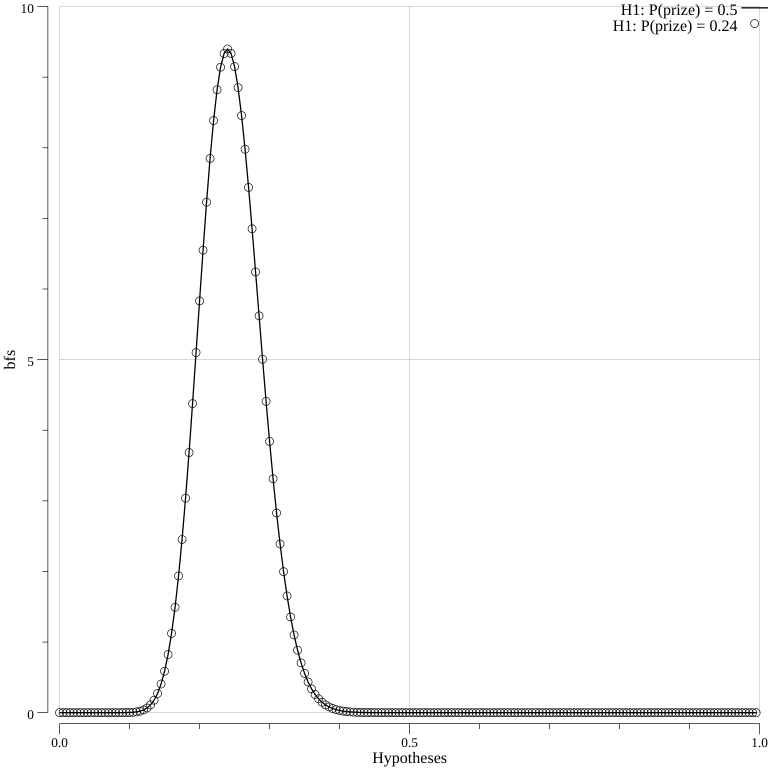 H1: P(prize) = 0.5
H1: P(prize) = 0.24
10
5
0
bfs
0.0
0.5
1.0
Hypotheses